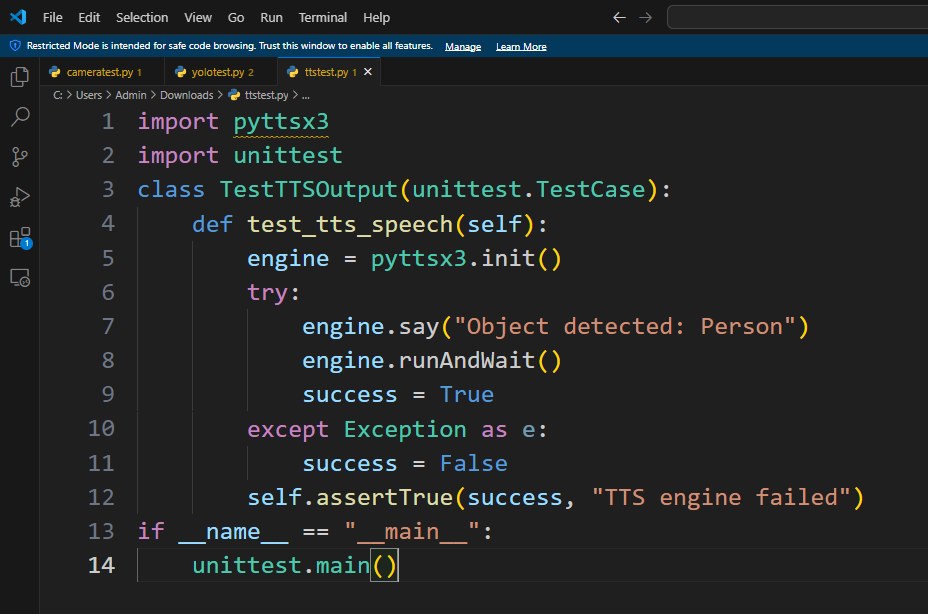 File Edit Selection View Go Run Terminal Help
Restricted Mode is intended for safe code browsing. Trust this window to enable all features. Manage Learn More
cameratest.py 1 yolotest.py 2 ttstest.py 1
C: > Users > Admin > Downloads > ttstest.py > ...
1 import pyttsx3
2 import unittest
3 class TestTTSOutput(unittest.TestCase):
4     def test_tts_speech(self):
5         engine = pyttsx3.init()
6         try:
7             engine.say("Object detected: Person")
8             engine.runAndWait()
9             success = True
10         except Exception as e:
11             success = False
12         self.assertTrue(success, "TTS engine failed")
13 if __name__ == "__main__":
14     unittest.main()
1